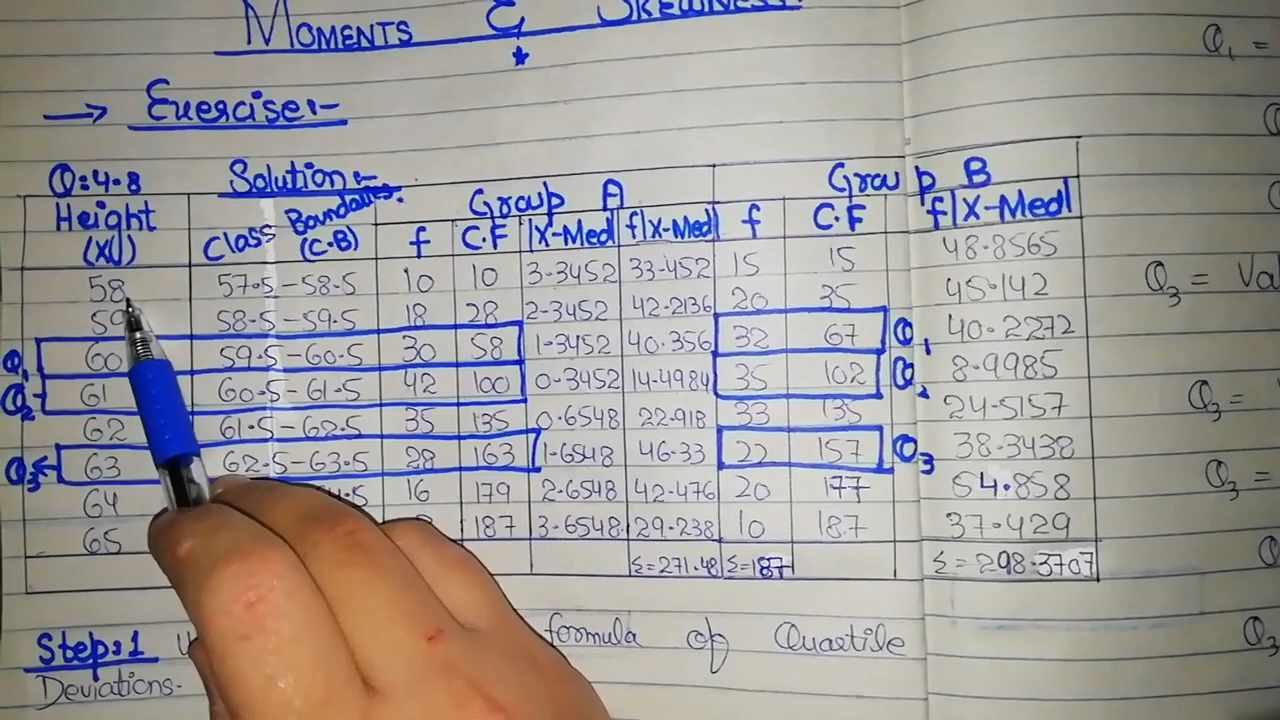 MOMENTS & SKEWNESS
→ Exercise:-
Q:4.8 Solution:-
Group A Group B
Height (X) Class Boundaries (C.B) f C.F |X-Med| f|X-Med| f C.F f|X-Med|
58 57.5-58.5 10 10 3.3452 33.452 15 15 48.8565
59 58.5-59.5 18 28 2.3452 42.2136 20 35 45.142
Q1 60 59.5-60.5 30 58 1.3452 40.356 32 67 Q1 40.2272
Q2 61 60.5-61.5 42 100 0.3452 14.4984 35 102 Q2 8.9985
62 61.5-62.5 35 135 0.6548 22.918 33 135 24.5157
Q3 63 62.5-63.5 28 163 1.6548 46.33 22 157 Q3 38.3438
64 16 179 2.6548 42.476 20 177 54.858
65 187 3.6548 29.238 10 187 37.429
Σ=271.48 Σ=187 Σ=298.3707
Step:1 formula of Quartile
Deviations.
Q1 =
Q3 = Val
Q3 =
Q3 =
Q3